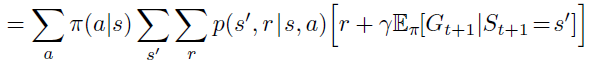 = ∑_a π(a|s) ∑_{s'} ∑_r p(s', r | s, a) [ r + γ𝔼_π[G_{t+1}|S_{t+1} = s'] ]